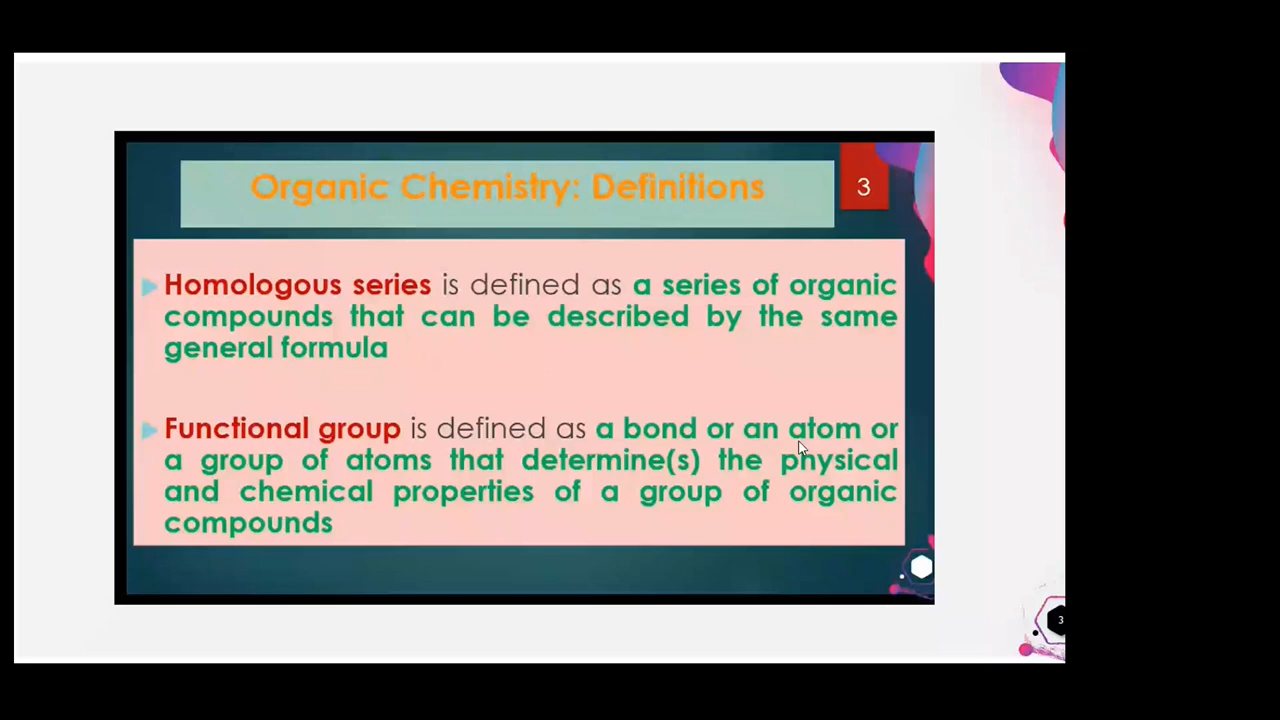 Organic Chemistry: Definitions
3
Homologous series is defined as a series of organic
compounds that can be described by the same
general formula
Functional group is defined as a bond or an atom or
a group of atoms that determine(s) the physical
and chemical properties of a group of organic
compounds
3